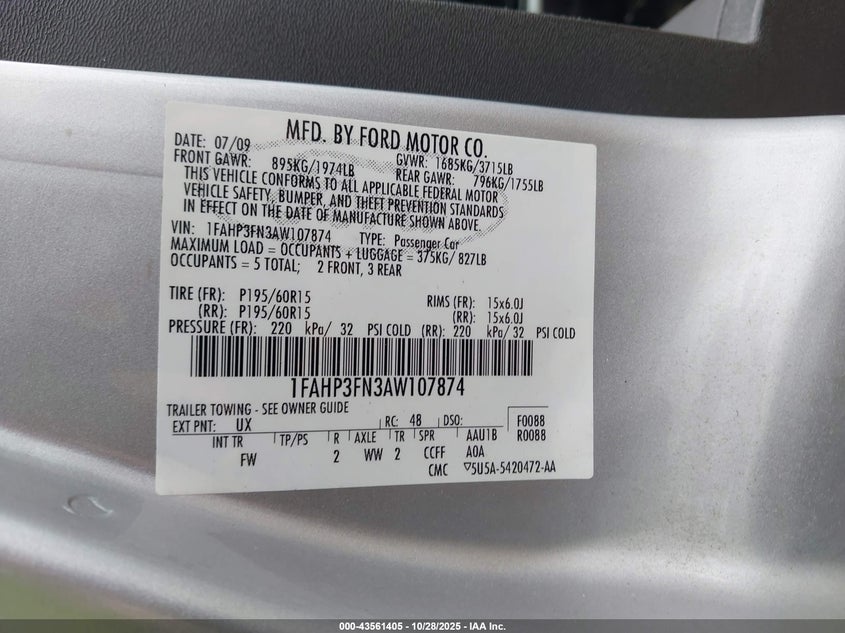 MFD. BY FORD MOTOR CO.
DATE: 07/09 GVWR: 1685KG/3715LB
FRONT GAWR: 895KG/1974LB REAR GAWR: 796KG/1755LB
THIS VEHICLE CONFORMS TO ALL APPLICABLE FEDERAL MOTOR
VEHICLE SAFETY, BUMPER, AND THEFT PREVENTION STANDARDS
IN EFFECT ON THE DATE OF MANUFACTURE SHOWN ABOVE.
VIN: 1FAHP3FN3AW107874 TYPE: Passenger Car
MAXIMUM LOAD = OCCUPANTS + LUGGAGE = 375KG/ 827LB
OCCUPANTS = 5 TOTAL; 2 FRONT, 3 REAR
TIRE (FR): P195/60R15 RIMS (FR): 15x6.0J
(RR): P195/60R15 (RR): 15x6.0J
PRESSURE (FR): 220 kPa/ 32 PSI COLD (RR): 220 kPa/ 32 PSI COLD
1FAHP3FN3AW107874
TRAILER TOWING - SEE OWNER GUIDE
EXT PNT: UX RC: 48 DSO: F0088
INT TR TP/PS R AXLE TR SPR AAU1B R0088
FW 2 WW 2 CCFF AOA
CMC 5U5A-5420472-AA
000-43561405 - 10/28/2025 - IAA Inc.